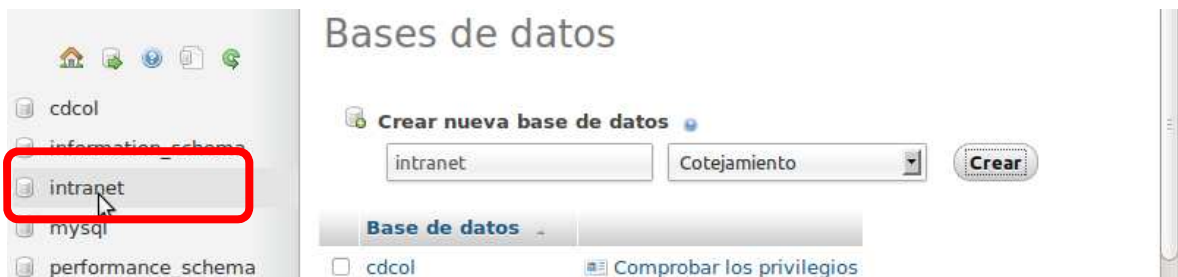 Bases de datos
cdcol
information_schema
intranet
mysql
performance_schema
Crear nueva base de datos
intranet
Cotejamiento
Crear
Base de datos
cdcol
Comprobar los privilegios